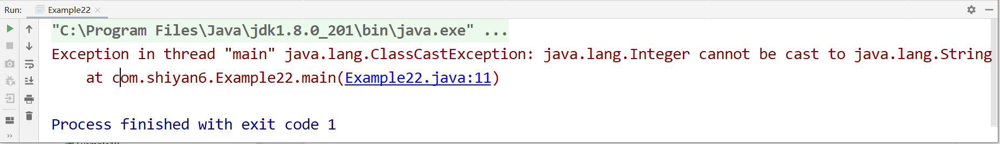 Run: Example22
"C:\Program Files\Java\jdk1.8.0_201\bin\java.exe" ...
Exception in thread "main" java.lang.ClassCastException: java.lang.Integer cannot be cast to java.lang.String
at com.shiyan6.Example22.main(Example22.java:11)
Process finished with exit code 1